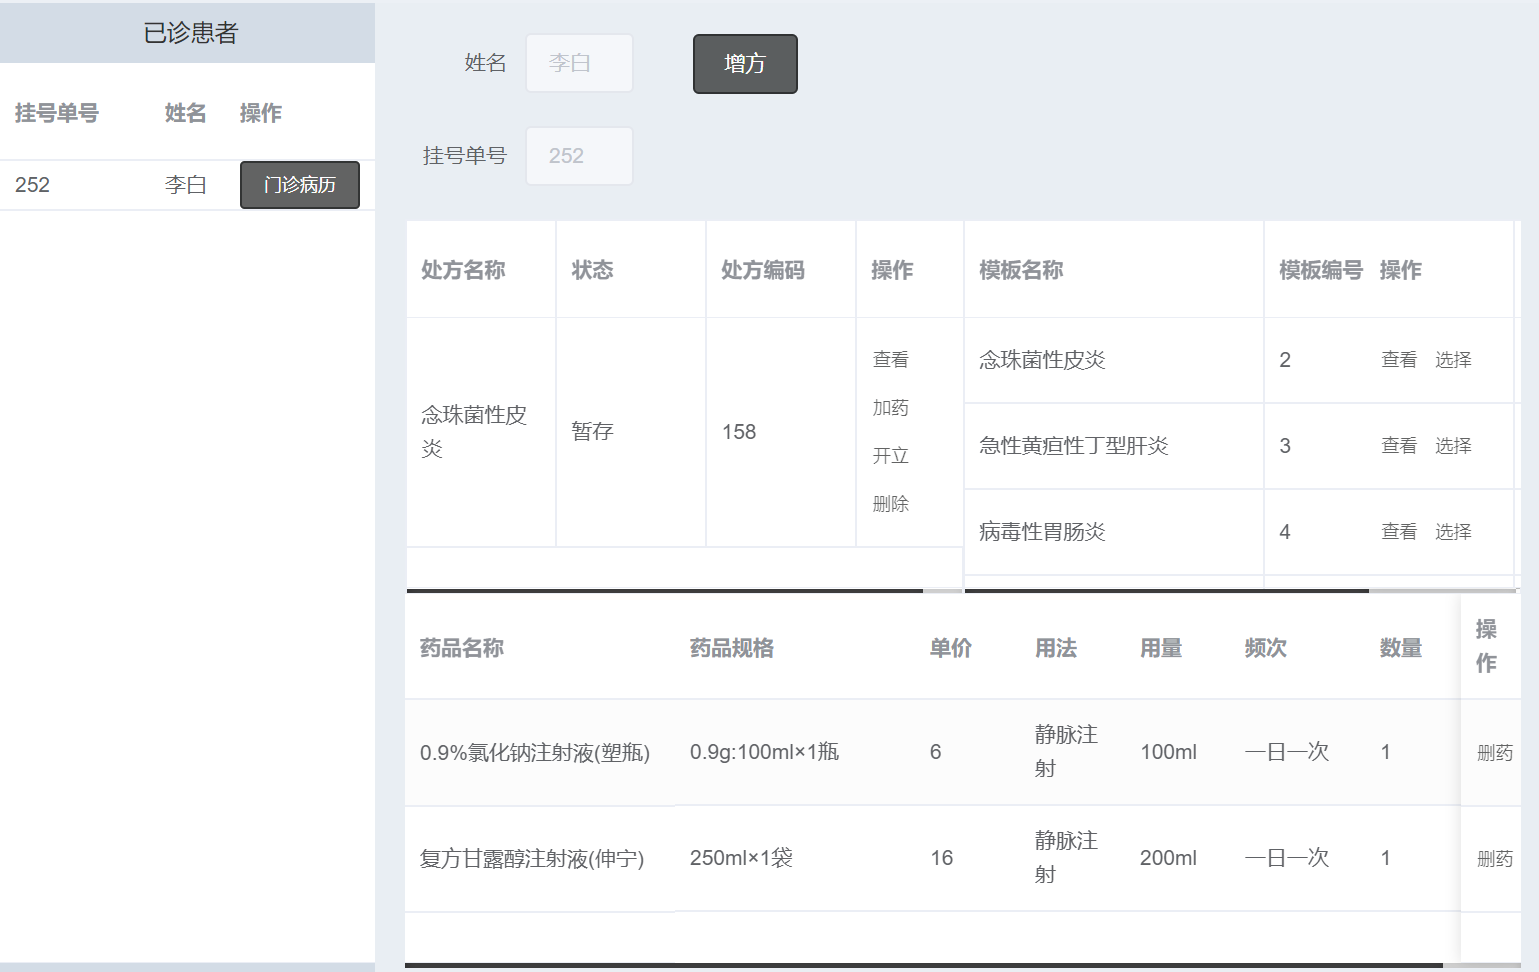 已诊患者
挂号单号 姓名 操作
252 李白 门诊病历
姓名 李白 增方
挂号单号 252
处方名称 状态 处方编码 操作
念珠菌性皮
炎
暂存
158
查看
加药
开立
删除
模板名称 模板编号 操作
念珠菌性皮炎 2 查看 选择
急性黄疸性丁型肝炎 3 查看 选择
病毒性胃肠炎 4 查看 选择
药品名称 药品规格 单价 用法 用量 频次 数量 操
作
0.9%氯化钠注射液(塑瓶) 0.9g:100ml×1瓶 6 静脉注
射
100ml 一日一次 1 删药
复方甘露醇注射液(伸宁) 250ml×1袋 16 静脉注
射
200ml 一日一次 1 删药